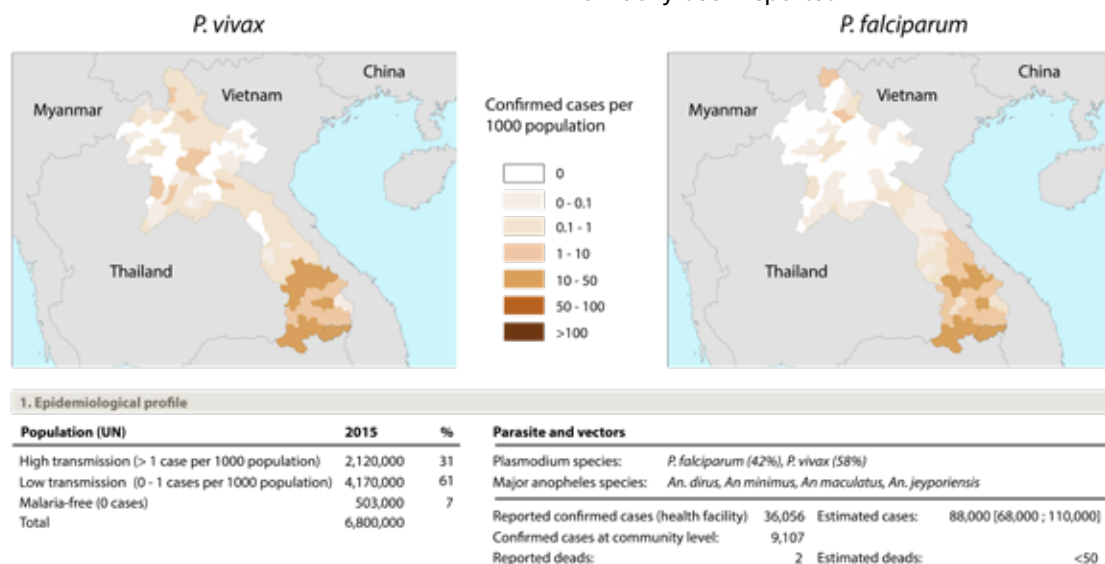 P. vivax
P. falciparum
China
Vietnam
Myanmar
Thailand
Confirmed cases per
1000 population
0
0 - 0.1
0.1 - 1
1 - 10
10 - 50
50 - 100
>100
China
Vietnam
Myanmar
Thailand
1. Epidemiological profile
Population (UN) 2015 %
High transmission (> 1 case per 1000 population) 2,120,000 31
Low transmission (0 - 1 cases per 1000 population) 4,170,000 61
Malaria-free (0 cases) 503,000 7
Total 6,800,000
Parasite and vectors
Plasmodium species: P. falciparum (42%), P. vivax (58%)
Major anopheles species: An. dirus, An minimus, An maculatus, An. jeyporiensis
Reported confirmed cases (health facility) 36,056 Estimated cases: 88,000 [68,000 ; 110,000]
Confirmed cases at community level: 9,107
Reported deads: 2 Estimated deads: <50